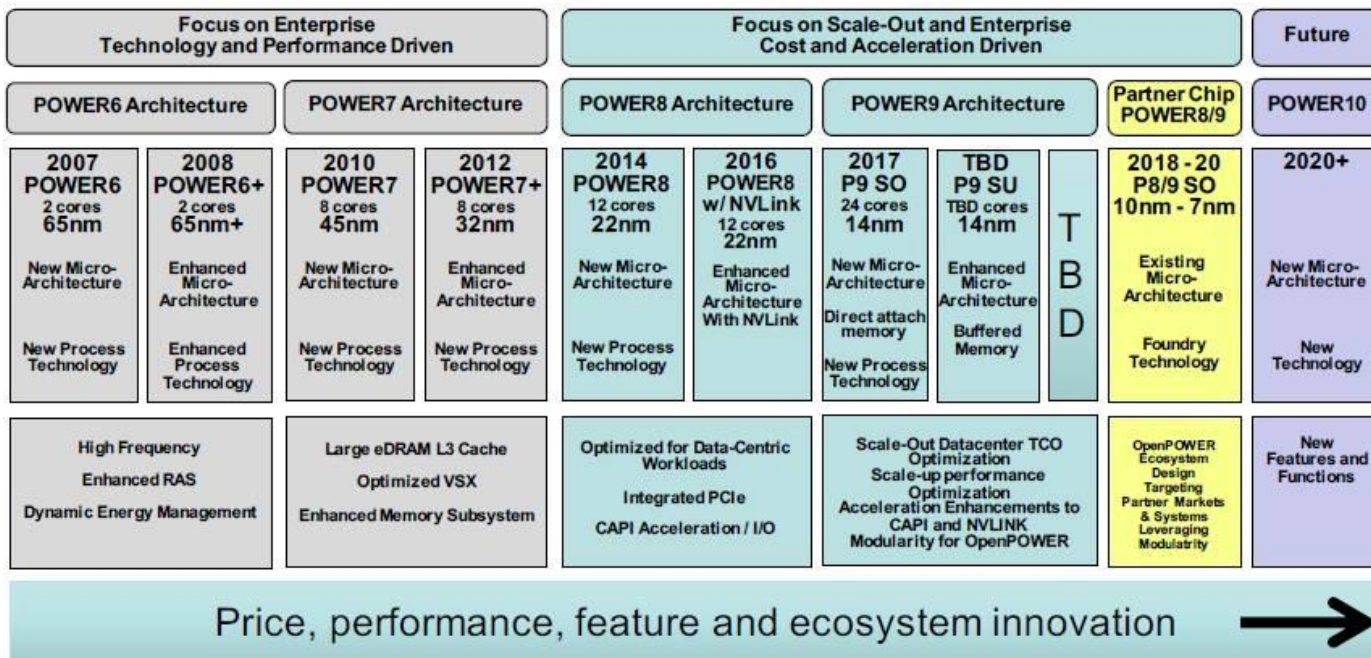 Focus on Enterprise
Technology and Performance Driven
Focus on Scale-Out and Enterprise
Cost and Acceleration Driven
Future
POWER6 Architecture
POWER7 Architecture
POWER8 Architecture
POWER9 Architecture
Partner Chip
POWER8/9
POWER10
2007
POWER6
2 cores
65nm
New Micro-
Architecture
New Process
Technology
2008
POWER6+
2 cores
65nm+
Enhanced
Micro-
Architecture
Enhanced
Process
Technology
2010
POWER7
8 cores
45nm
New Micro-
Architecture
New Process
Technology
2012
POWER7+
8 cores
32nm
Enhanced
Micro-
Architecture
New Process
Technology
2014
POWER8
12 cores
22nm
New Micro-
Architecture
New Process
Technology
2016
POWER8
w/ NVLink
12 cores
22nm
Enhanced
Micro-
Architecture
With NVLink
2017
P9 SO
24 cores
14nm
New Micro-
Architecture
Direct attach
memory
New Process
Technology
TBD
P9 SU
TBD cores
14nm
Enhanced
Micro-
Architecture
Buffered
Memory
T
B
D
2018 - 20
P8/9 SO
10nm - 7nm
Existing
Micro-
Architecture
Foundry
Technology
2020+
New Micro-
Architecture
New
Technology
High Frequency
Enhanced RAS
Dynamic Energy Management
Large eDRAM L3 Cache
Optimized VSX
Enhanced Memory Subsystem
Optimized for Data-Centric
Workloads
Integrated PCIe
CAPI Acceleration / I/O
Scale-Out Datacenter TCO
Optimization
Scale-up performance
Optimization
Acceleration Enhancements to
CAPI and NVLINK
Modularity for OpenPOWER
OpenPOWER
Ecosystem
Design
Targeting
Partner Markets
& Systems
Leveraging
Modulatrity
New
Features and
Functions
Price, performance, feature and ecosystem innovation